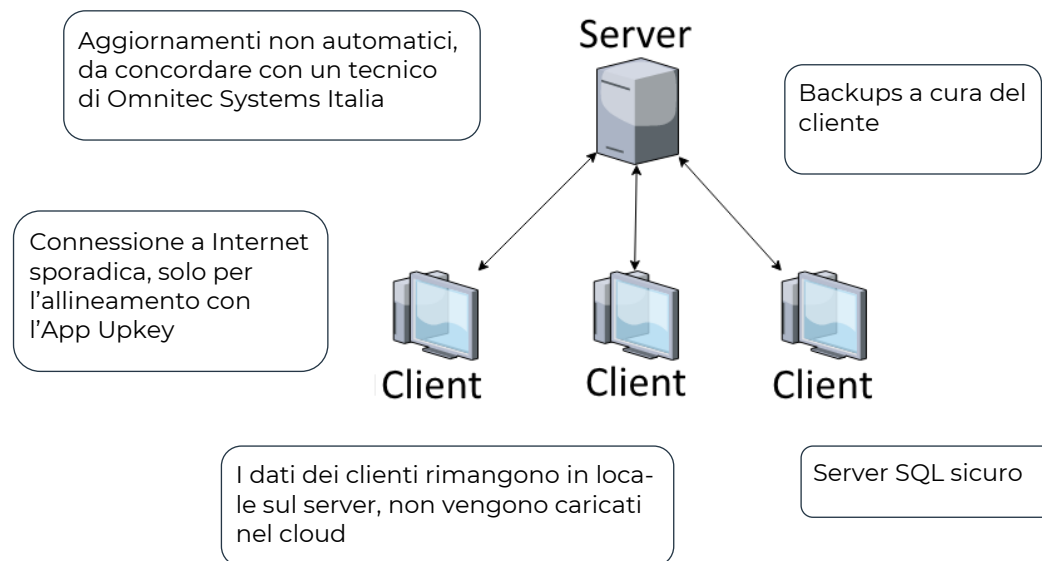 Aggiornamenti non automatici,
da concordare con un tecnico
di Omnitec Systems Italia
Server
Backups a cura del
cliente
Connessione a Internet
sporadica, solo per
l’allineamento con
l’App Upkey
Client
Client
Client
I dati dei clienti rimangono in loca-
le sul server, non vengono caricati
nel cloud
Server SQL sicuro